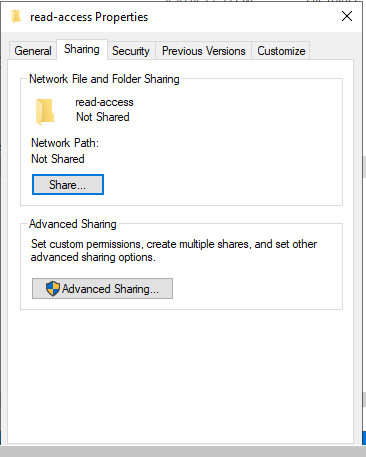 read-access Properties
General Sharing Security Previous Versions Customize
Network File and Folder Sharing
read-access
Not Shared
Network Path:
Not Shared
Share...
Advanced Sharing
Set custom permissions, create multiple shares, and set other
advanced sharing options.
Advanced Sharing...